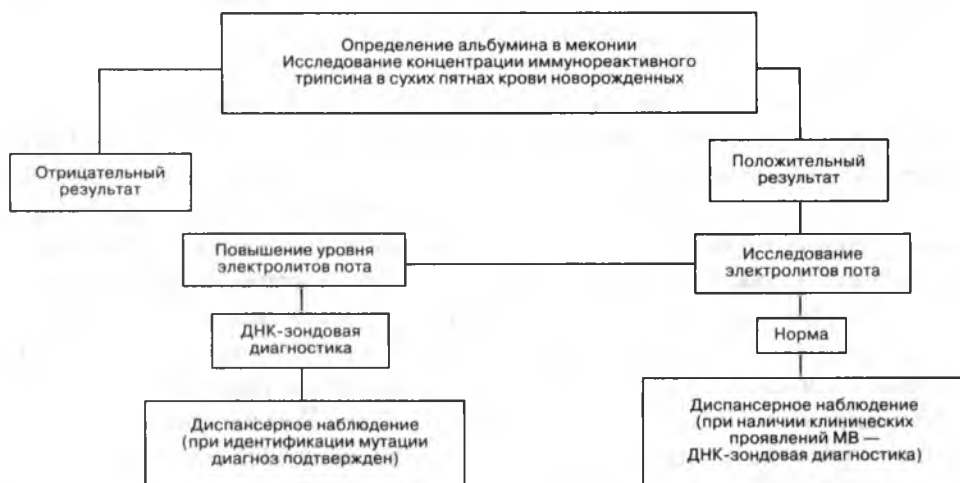 Определение альбумина в меконии
Исследование концентрации иммунореактивного
трипсина в сухих пятнах крови новорожденных
Отрицательный
результат
Положительный
результат
Повышение уровня
электролитов пота
Исследование
электролитов пота
ДНК-зондовая
диагностика
Норма
Диспансерное наблюдение
(при идентификации мутации
диагноз подтвержден)
Диспансерное наблюдение
(при наличии клинических
проявлений МВ —
ДНК-зондовая диагностика)